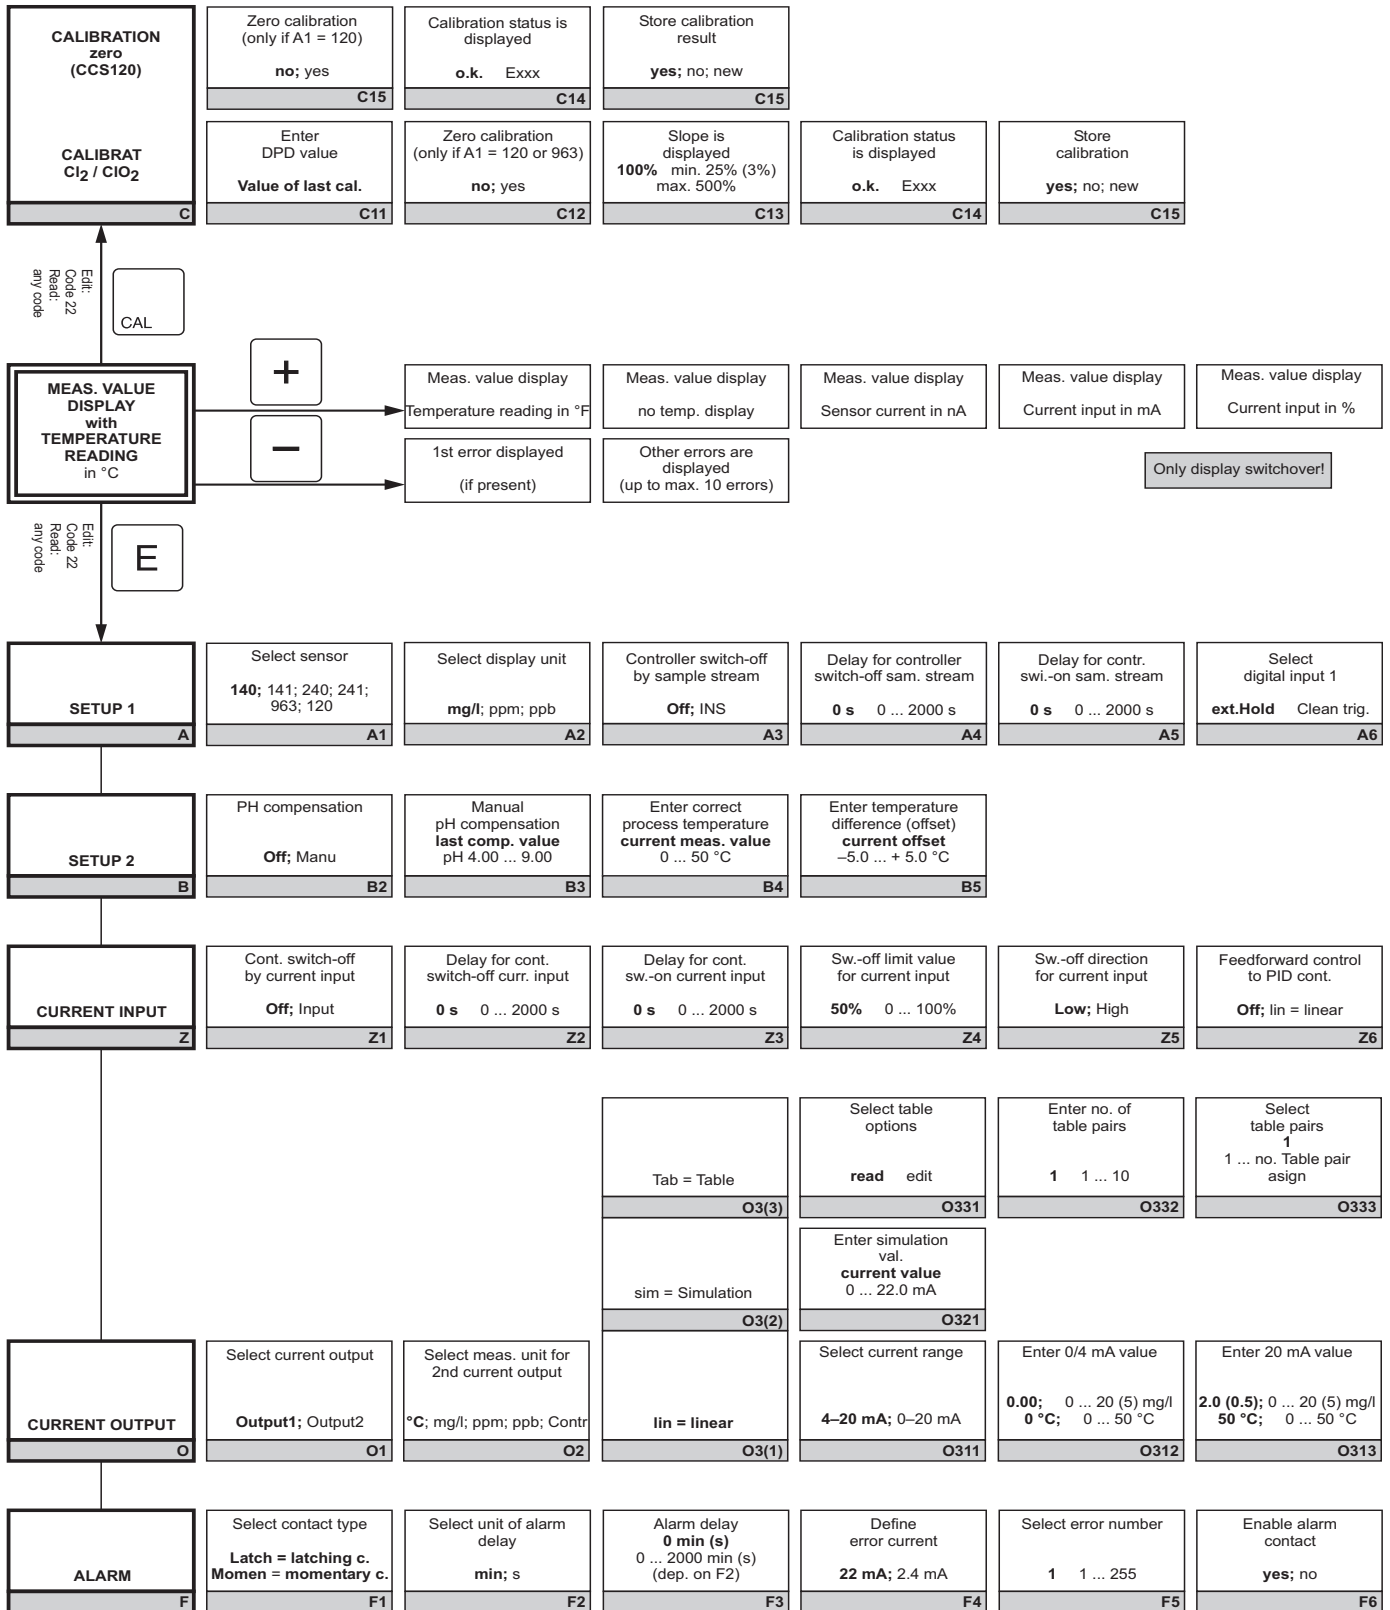 CALIBRATION
zero
(CCS120)
CALIBRAT
Cl2 / ClO2
C
Zero calibration
(only if A1 = 120)
no; yes
C15
Calibration status is
displayed
o.k. Exxx
C14
Store calibration
result
yes; no; new
C15
Enter
DPD value
Value of last cal.
C11
Zero calibration
(only if A1 = 120 or 963)
no; yes
C12
Slope is
displayed
100% min. 25% (3%)
max. 500%
C13
Calibration status
is displayed
o.k. Exxx
C14
Store
calibration
yes; no; new
C15
Edit:
Code 22
Read:
any code
CAL
MEAS. VALUE
DISPLAY
with
TEMPERATURE
READING
in °C
+
−
Meas. value display
Temperature reading in °F
Meas. value display
no temp. display
Meas. value display
Sensor current in nA
Meas. value display
Current input in mA
Meas. value display
Current input in %
1st error displayed
(if present)
Other errors are
displayed
(up to max. 10 errors)
Only display switchover!
Edit:
Code 22
Read:
any code
E
SETUP 1
A
Select sensor
140; 141; 240; 241;
963; 120
A1
Select display unit
mg/l; ppm; ppb
A2
Controller switch-off
by sample stream
Off; INS
A3
Delay for controller
switch-off sam. stream
0 s 0 ... 2000 s
A4
Delay for contr.
swi.-on sam. stream
0 s 0 ... 2000 s
A5
Select
digital input 1
ext.Hold Clean trig.
A6
SETUP 2
B
PH compensation
Off; Manu
B2
Manual
pH compensation
last comp. value
pH 4.00 ... 9.00
B3
Enter correct
process temperature
current meas. value
0 ... 50 °C
B4
Enter temperature
difference (offset)
current offset
–5.0 ... + 5.0 °C
B5
CURRENT INPUT
Z
Cont. switch-off
by current input
Off; Input
Z1
Delay for cont.
switch-off curr. input
0 s 0 ... 2000 s
Z2
Delay for cont.
sw.-on current input
0 s 0 ... 2000 s
Z3
Sw.-off limit value
for current input
50% 0 ... 100%
Z4
Sw.-off direction
for current input
Low; High
Z5
Feedforward control
to PID cont.
Off; lin = linear
Z6
Tab = Table
O3(3)
Select table
options
read edit
O331
Enter no. of
table pairs
1 1 ... 10
O332
Select
table pairs
1
1 ... no. Table pair
asign
O333
sim = Simulation
O3(2)
Enter simulation
val.
current value
0 ... 22.0 mA
O321
CURRENT OUTPUT
O
Select current output
Output1; Output2
O1
Select meas. unit for
2nd current output
°C; mg/l; ppm; ppb; Contr
O2
lin = linear
O3(1)
Select current range
4–20 mA; 0–20 mA
O311
Enter 0/4 mA value
0.00; 0 ... 20 (5) mg/l
0 °C; 0 ... 50 °C
O312
Enter 20 mA value
2.0 (0.5); 0 ... 20 (5) mg/l
50 °C; 0 ... 50 °C
O313
ALARM
F
Select contact type
Latch = latching c.
Momen = momentary c.
F1
Select unit of alarm
delay
min; s
F2
Alarm delay
0 min (s)
0 ... 2000 min (s)
(dep. on F2)
F3
Define
error current
22 mA; 2.4 mA
F4
Select error number
1 1 ... 255
F5
Enable alarm
contact
yes; no
F6